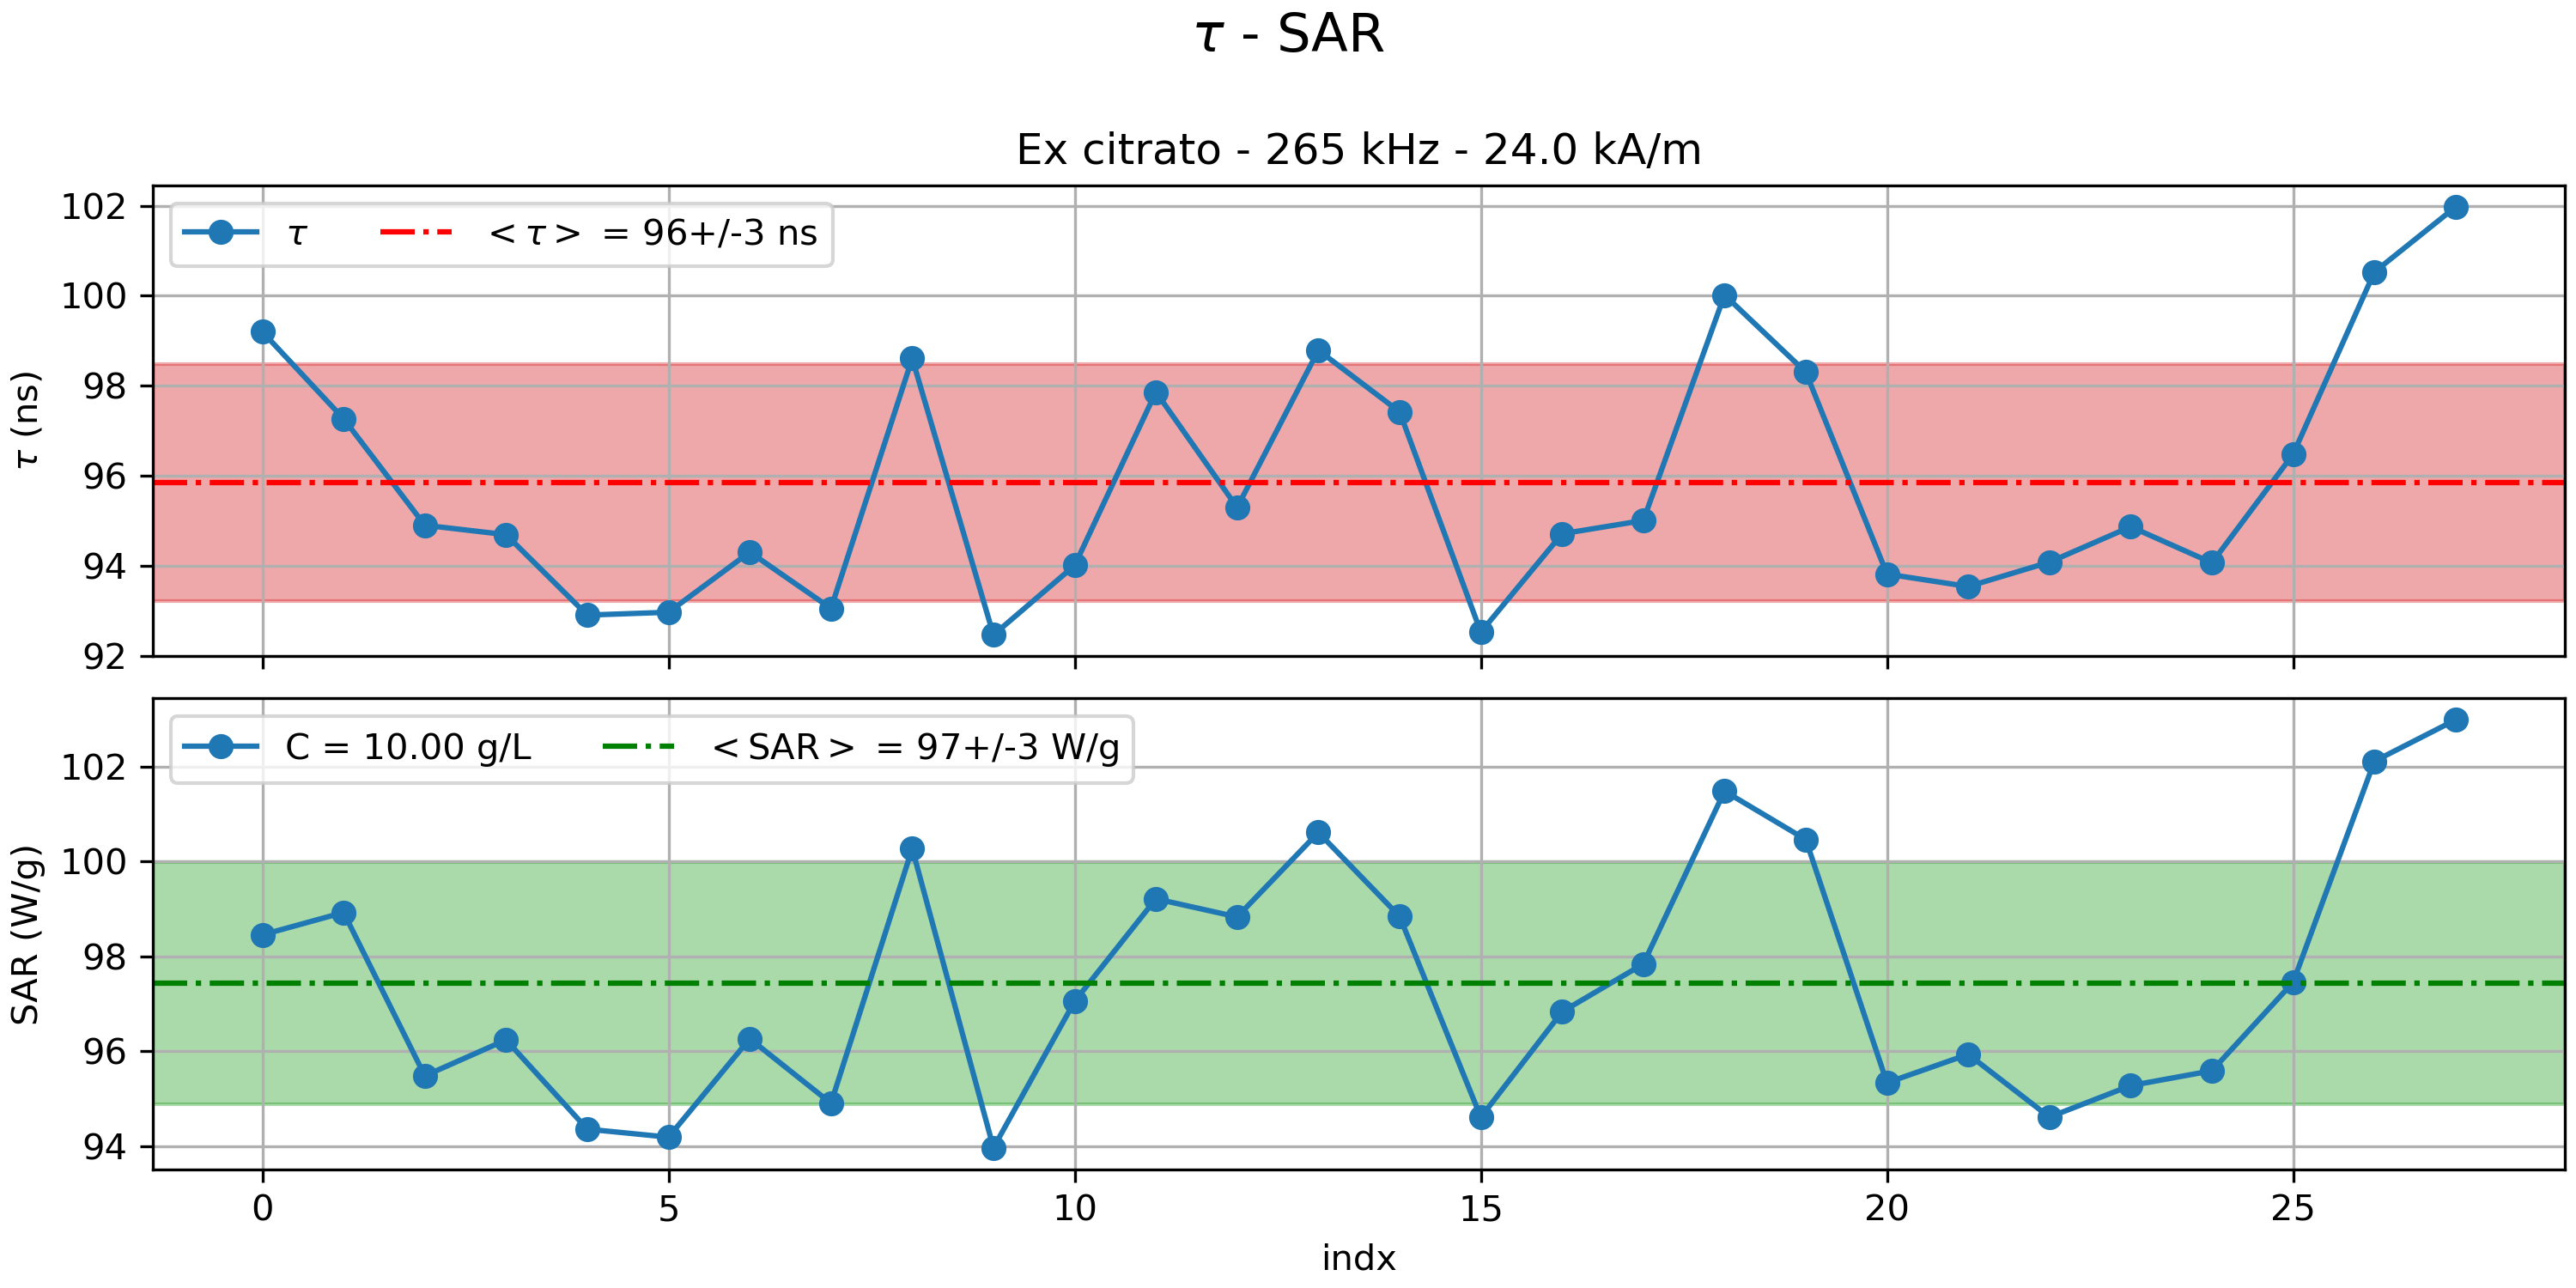 τ - SAR
Ex citrato - 265 kHz - 24.0 kA/m
τ (ns)
102
100
98
96
94
92
τ
<τ> = 96+/-3 ns
SAR (W/g)
102
100
98
96
94
C = 10.00 g/L
<SAR> = 97+/-3 W/g
0 5 10 15 20 25
indx